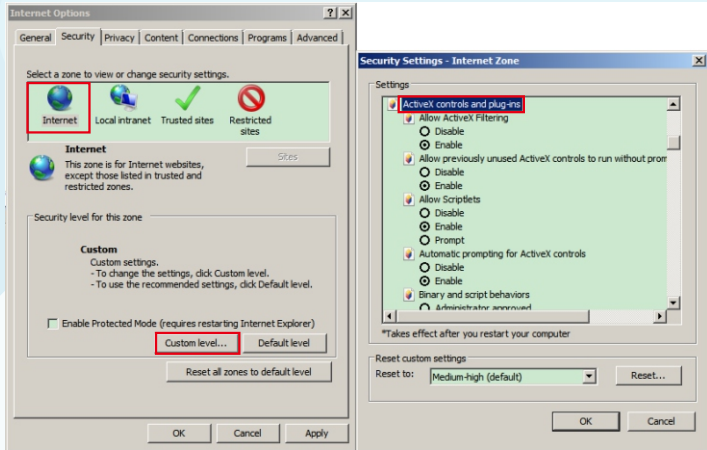 Internet Options
General Security Privacy Content Connections Programs Advanced
Select a zone to view or change security settings.
Internet Local intranet Trusted sites Restricted
sites
Internet
This zone is for Internet websites,
except those listed in trusted and
restricted zones.
Sites
Security level for this zone
Custom
Custom settings.
- To change the settings, click Custom level.
- To use the recommended settings, click Default level.
Enable Protected Mode (requires restarting Internet Explorer)
Custom level... Default level
Reset all zones to default level
OK Cancel Apply
Security Settings - Internet Zone
Settings
ActiveX controls and plug-ins
Allow ActiveX Filtering
Disable
Enable
Allow previously unused ActiveX controls to run without prom
Disable
Enable
Allow Scriptlets
Disable
Enable
Prompt
Automatic prompting for ActiveX controls
Disable
Enable
Binary and script behaviors
Administrator approved
*Takes effect after you restart your computer
Reset custom settings
Reset to: Medium-high (default) Reset...
OK Cancel